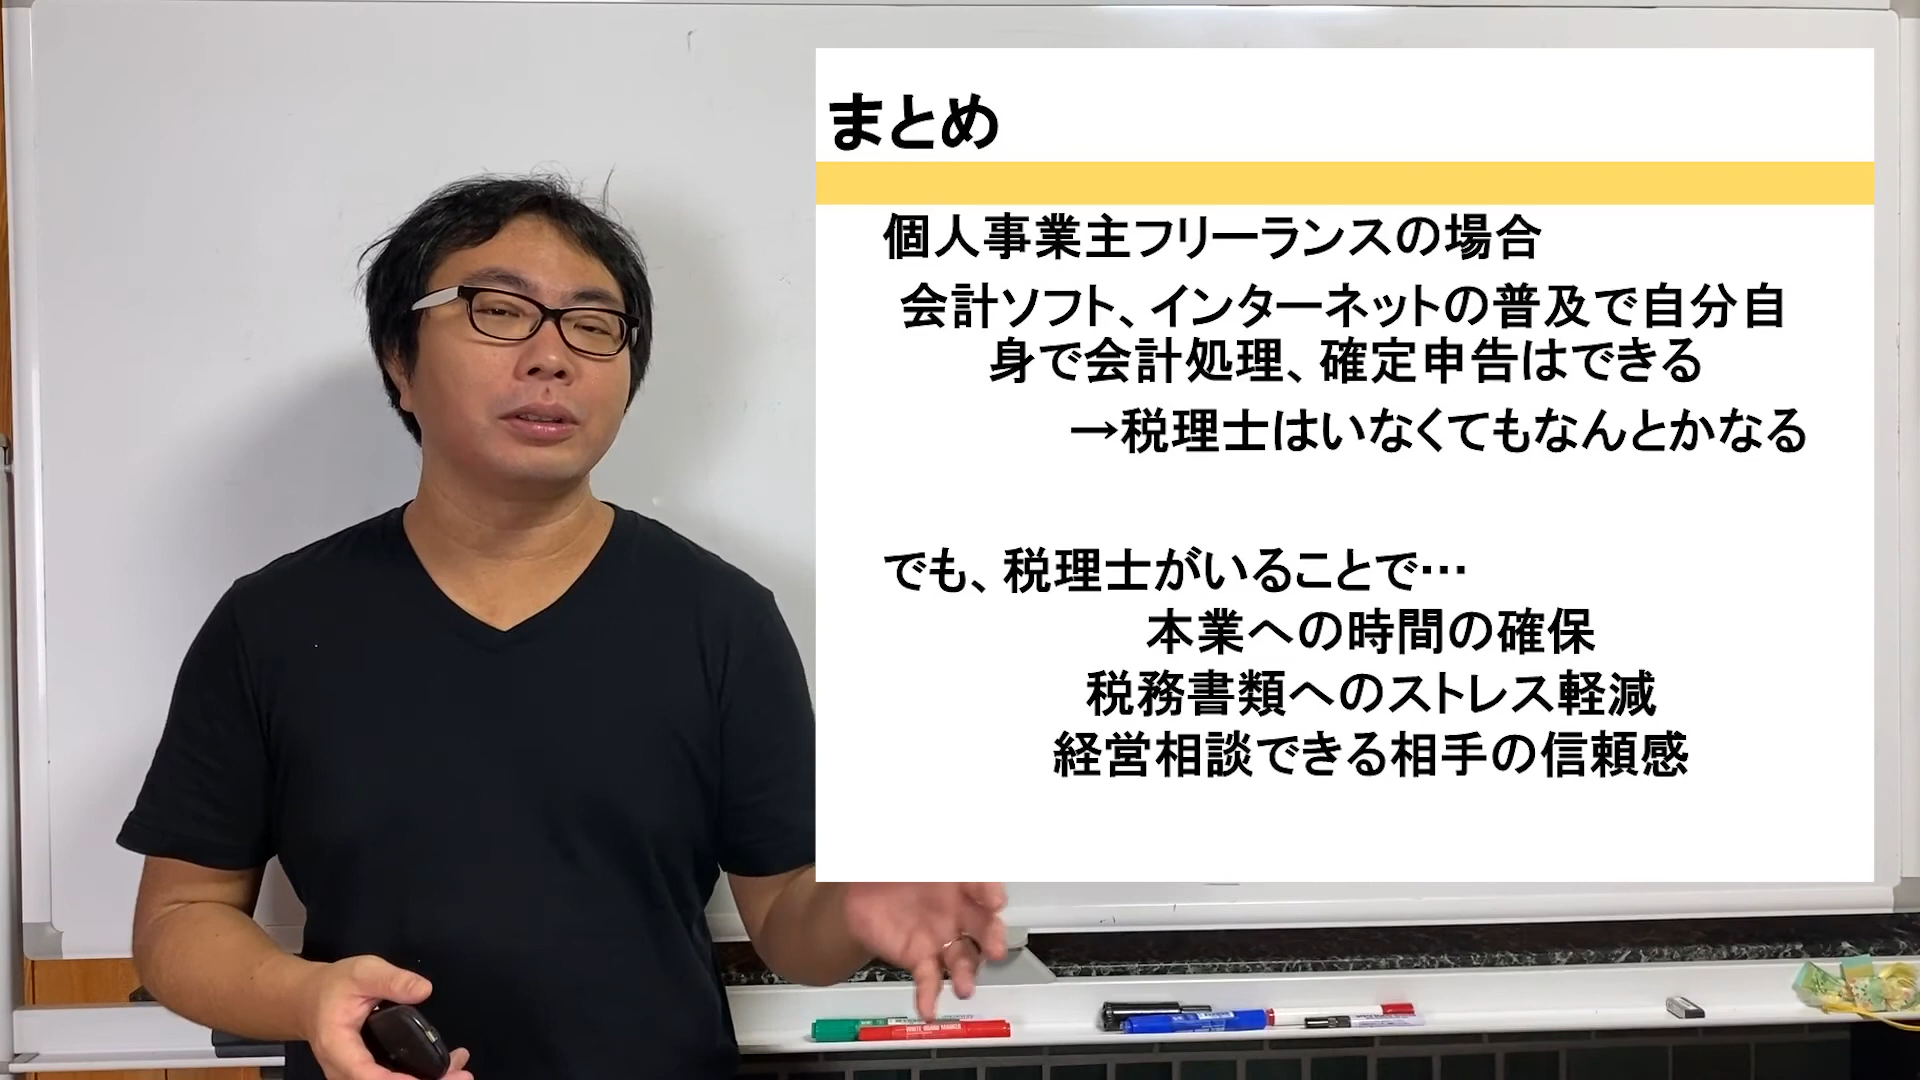 まとめ
個人事業主フリーランスの場合
会計ソフト、インターネットの普及で自分自
身で会計処理、確定申告はできる
→税理士はいなくてもなんとかなる
でも、税理士がいることで…
本業への時間の確保
税務書類へのストレス軽減
経営相談できる相手の信頼感